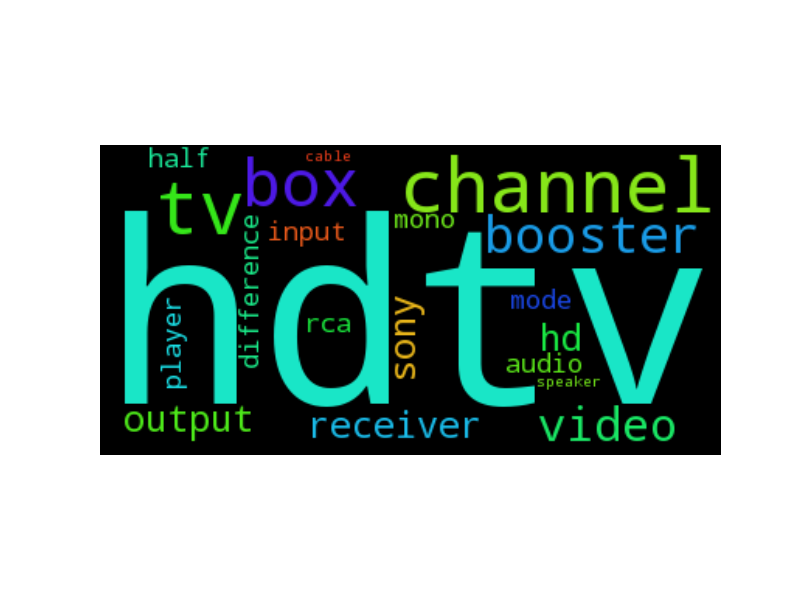 half
cable
box
channel
tv
mono
input
booster
difference
hdtv
player
rca
sony
mode
hd
audio
speaker
output
receiver
video